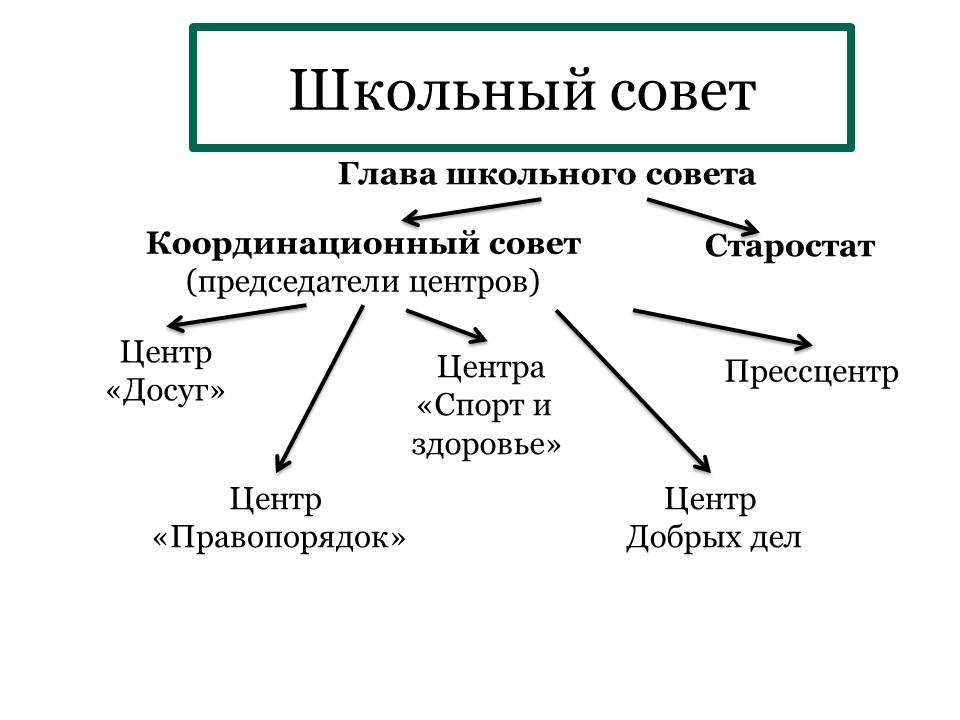 Школьный совет
Глава школьного совета
Координационный совет
(председатели центров)
Старостат
Центр
«Досуг»
Центра
«Спорт и
здоровье»
Прессцентр
Центр
«Правопорядок»
Центр
Добрых дел